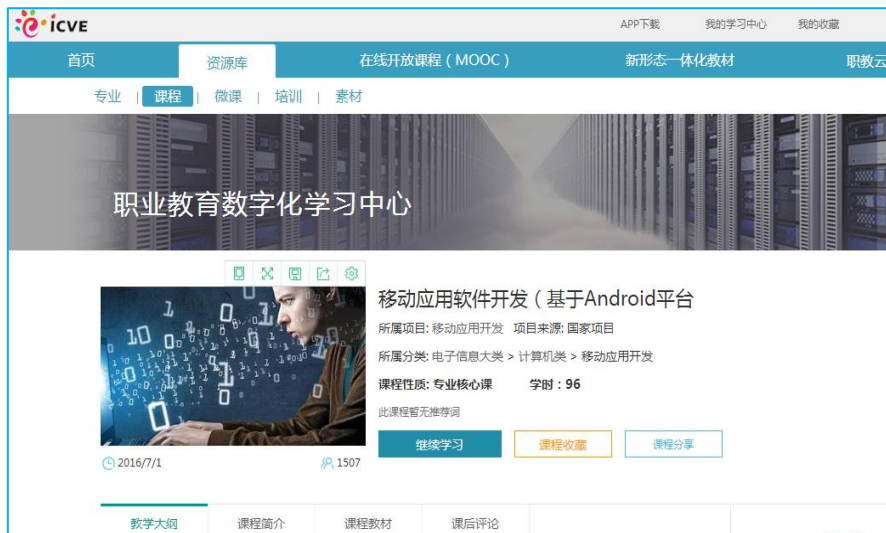 icve
APP下载 我的学习中心 我的收藏
首页 资源库 在线开放课程（MOOC） 新形态一体化教材 职教云
专业 | 课程 | 微课 | 培训 | 素材
职业教育数字化学习中心
移动应用软件开发（基于Android平台
所属项目: 移动应用开发 项目来源: 国家项目
所属分类: 电子信息大类 > 计算机类 > 移动应用开发
课程性质: 专业核心课 学时：96
此课程暂无推荐词
继续学习 课程收藏 课程分享
2016/7/1 1507
教学大纲 课程简介 课程教材 课后评论